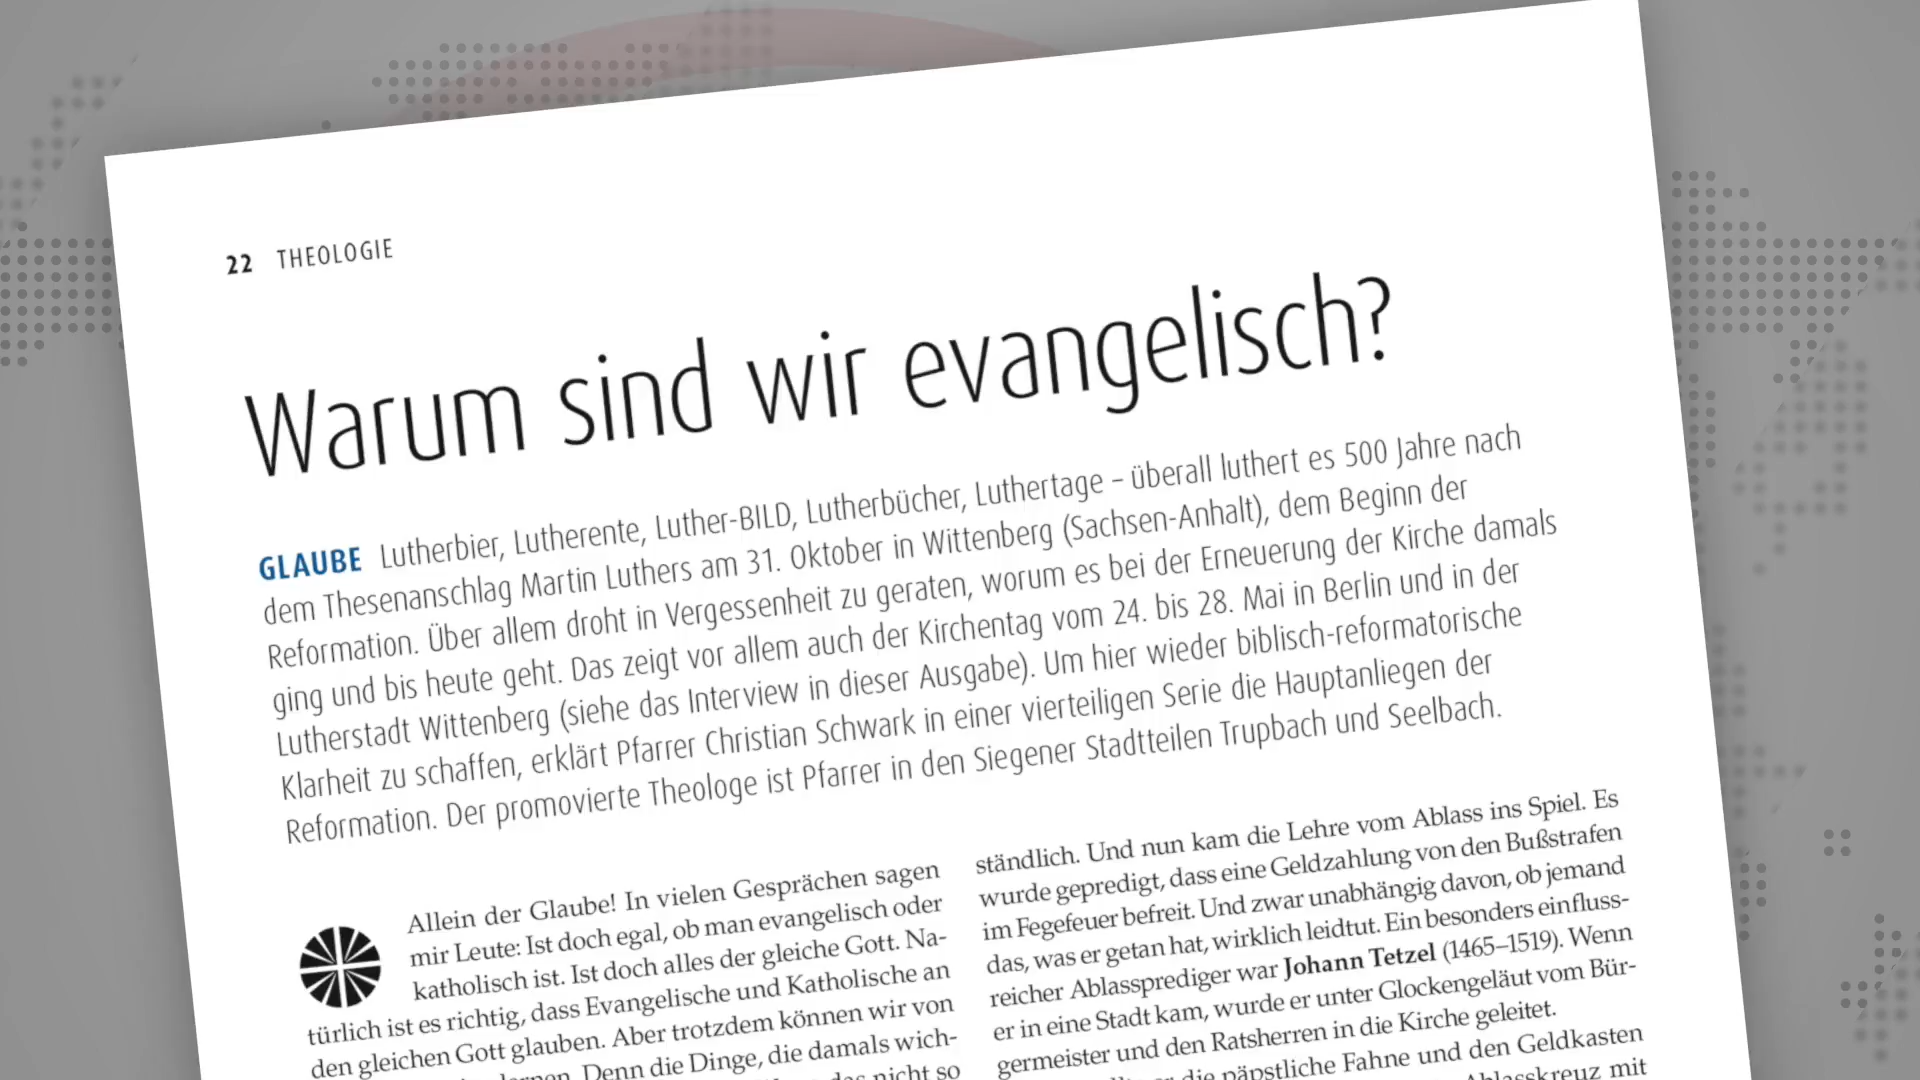 22 THEOLOGIE
Warum sind wir evangelisch?
GLAUBE Lutherbier, Lutherente, Luther-BILD, Lutherbücher, Luthertage – überall luthert es 500 Jahre nach
dem Thesenanschlag Martin Luthers am 31. Oktober in Wittenberg (Sachsen-Anhalt), dem Beginn der
Reformation. Über allem droht in Vergessenheit zu geraten, worum es bei der Erneuerung der Kirche damals
ging und bis heute geht. Das zeigt vor allem auch der Kirchentag vom 24. bis 28. Mai in Berlin und in der
Lutherstadt Wittenberg (siehe das Interview in dieser Ausgabe). Um hier wieder biblisch-reformatorische
Klarheit zu schaffen, erklärt Pfarrer Christian Schwark in einer vierteiligen Serie die Hauptanliegen der
Reformation. Der promovierte Theologe ist Pfarrer in den Siegener Stadtteilen Trupbach und Seelbach.
Allein der Glaube! In vielen Gesprächen sagen
mir Leute: Ist doch egal, ob man evangelisch oder
katholisch ist. Ist doch alles der gleiche Gott. Na-
türlich ist es richtig, dass Evangelische und Katholische an
den gleichen Gott glauben. Aber trotzdem können wir von
Denn die Dinge, die damals wich-
nicht so
ständlich. Und nun kam die Lehre vom Ablass ins Spiel. Es
wurde gepredigt, dass eine Geldzahlung von den Bußstrafen
im Fegefeuer befreit. Und zwar unabhängig davon, ob jemand
das, was er getan hat, wirklich leidtut. Ein besonders einfluss-
reicher Ablassprediger war Johann Tetzel (1465–1519). Wenn
er in eine Stadt kam, wurde er unter Glockengeläut vom Bür-
germeister und den Ratsherren in die Kirche geleitet.
die päpstliche Fahne und den Geldkasten
Ablasskreuz mit